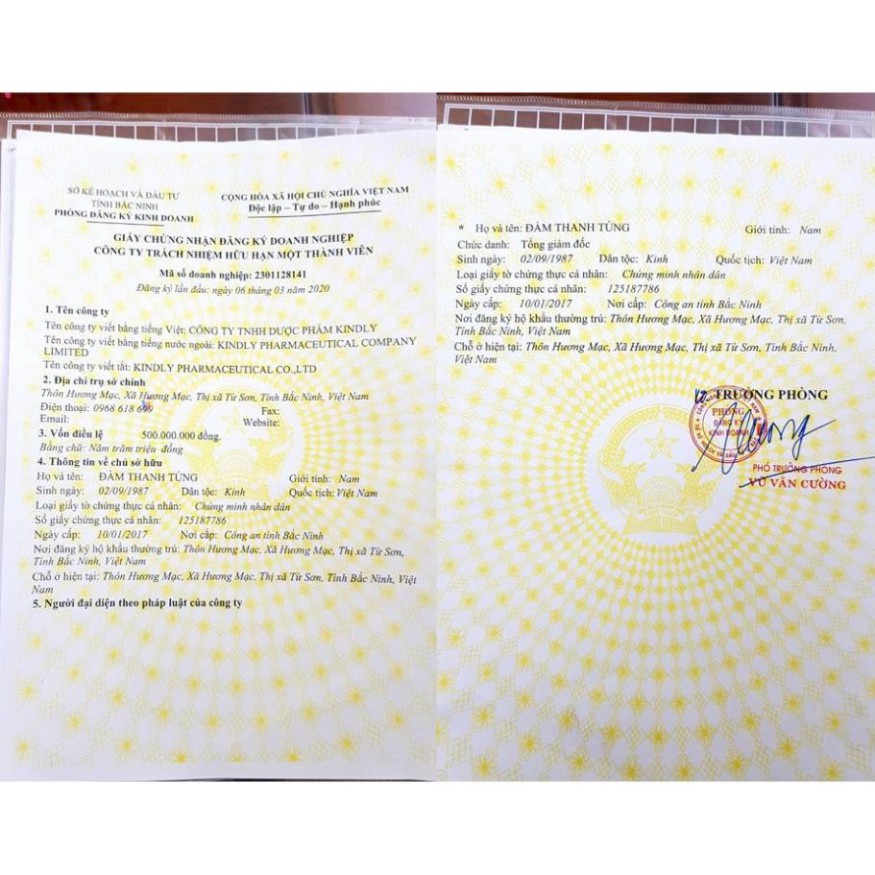 SỞ KẾ HOẠCH VÀ ĐẦU TƯ
TỈNH BẮC NINH
PHÒNG ĐĂNG KÝ KINH DOANH
CỘNG HÒA XÃ HỘI CHỦ NGHĨA VIỆT NAM
Độc lập – Tự do – Hạnh phúc
GIẤY CHỨNG NHẬN ĐĂNG KÝ DOANH NGHIỆP
CÔNG TY TRÁCH NHIỆM HỮU HẠN MỘT THÀNH VIÊN
Mã số doanh nghiệp: 2301128141
Đăng ký lần đầu: ngày 06 tháng 03 năm 2020
1. Tên công ty
Tên công ty viết bằng tiếng Việt: CÔNG TY TNHH DƯỢC PHẨM KINDLY
Tên công ty viết bằng tiếng nước ngoài: KINDLY PHARMACEUTICAL COMPANY
LIMITED
Tên công ty viết tắt: KINDLY PHARMACEUTICAL CO.,LTD
2. Địa chỉ trụ sở chính
Thôn Hương Mạc, Xã Hương Mạc, Thị xã Từ Sơn, Tỉnh Bắc Ninh, Việt Nam
Điện thoại: 0968 618 699 Fax:
Email: Website:
3. Vốn điều lệ 500.000.000 đồng.
Bằng chữ: Năm trăm triệu đồng
4. Thông tin về chủ sở hữu
Họ và tên: ĐÀM THANH TÙNG Giới tính: Nam
Sinh ngày: 02/09/1987 Dân tộc: Kinh Quốc tịch: Việt Nam
Loại giấy tờ chứng thực cá nhân: Chứng minh nhân dân
Số giấy chứng thực cá nhân: 125187786
Ngày cấp: 10/01/2017 Nơi cấp: Công an tỉnh Bắc Ninh
Nơi đăng ký hộ khẩu thường trú: Thôn Hương Mạc, Xã Hương Mạc, Thị xã Từ Sơn,
Tỉnh Bắc Ninh, Việt Nam
Chỗ ở hiện tại: Thôn Hương Mạc, Xã Hương Mạc, Thị xã Từ Sơn, Tỉnh Bắc Ninh, Việt
Nam
5. Người đại diện theo pháp luật của công ty
* Họ và tên: ĐÀM THANH TÙNG Giới tính: Nam
Chức danh: Tổng giám đốc
Sinh ngày: 02/09/1987 Dân tộc: Kinh Quốc tịch: Việt Nam
Loại giấy tờ chứng thực cá nhân: Chứng minh nhân dân
Số giấy chứng thực cá nhân: 125187786
Ngày cấp: 10/01/2017 Nơi cấp: Công an tỉnh Bắc Ninh
Nơi đăng ký hộ khẩu thường trú: Thôn Hương Mạc, Xã Hương Mạc, Thị xã Từ Sơn,
Tỉnh Bắc Ninh, Việt Nam
Chỗ ở hiện tại: Thôn Hương Mạc, Xã Hương Mạc, Thị xã Từ Sơn, Tỉnh Bắc Ninh,
Việt Nam
TRƯỞNG PHÒNG
PHÒNG
ĐĂNG KÝ
KINH DOANH
PHÓ TRƯỞNG PHÒNG
VŨ VĂN CƯỜNG